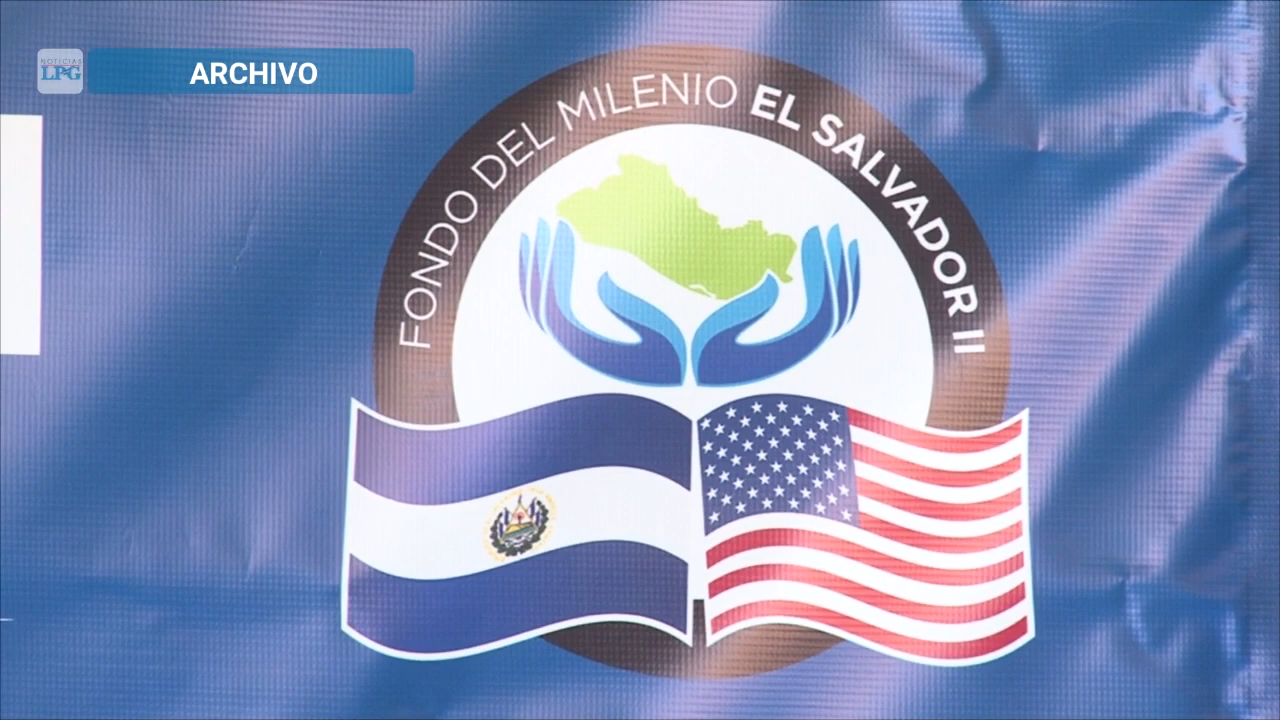 NOTICIAS
LPG
ARCHIVO
FONDO DEL MILENIO EL SALVADOR II